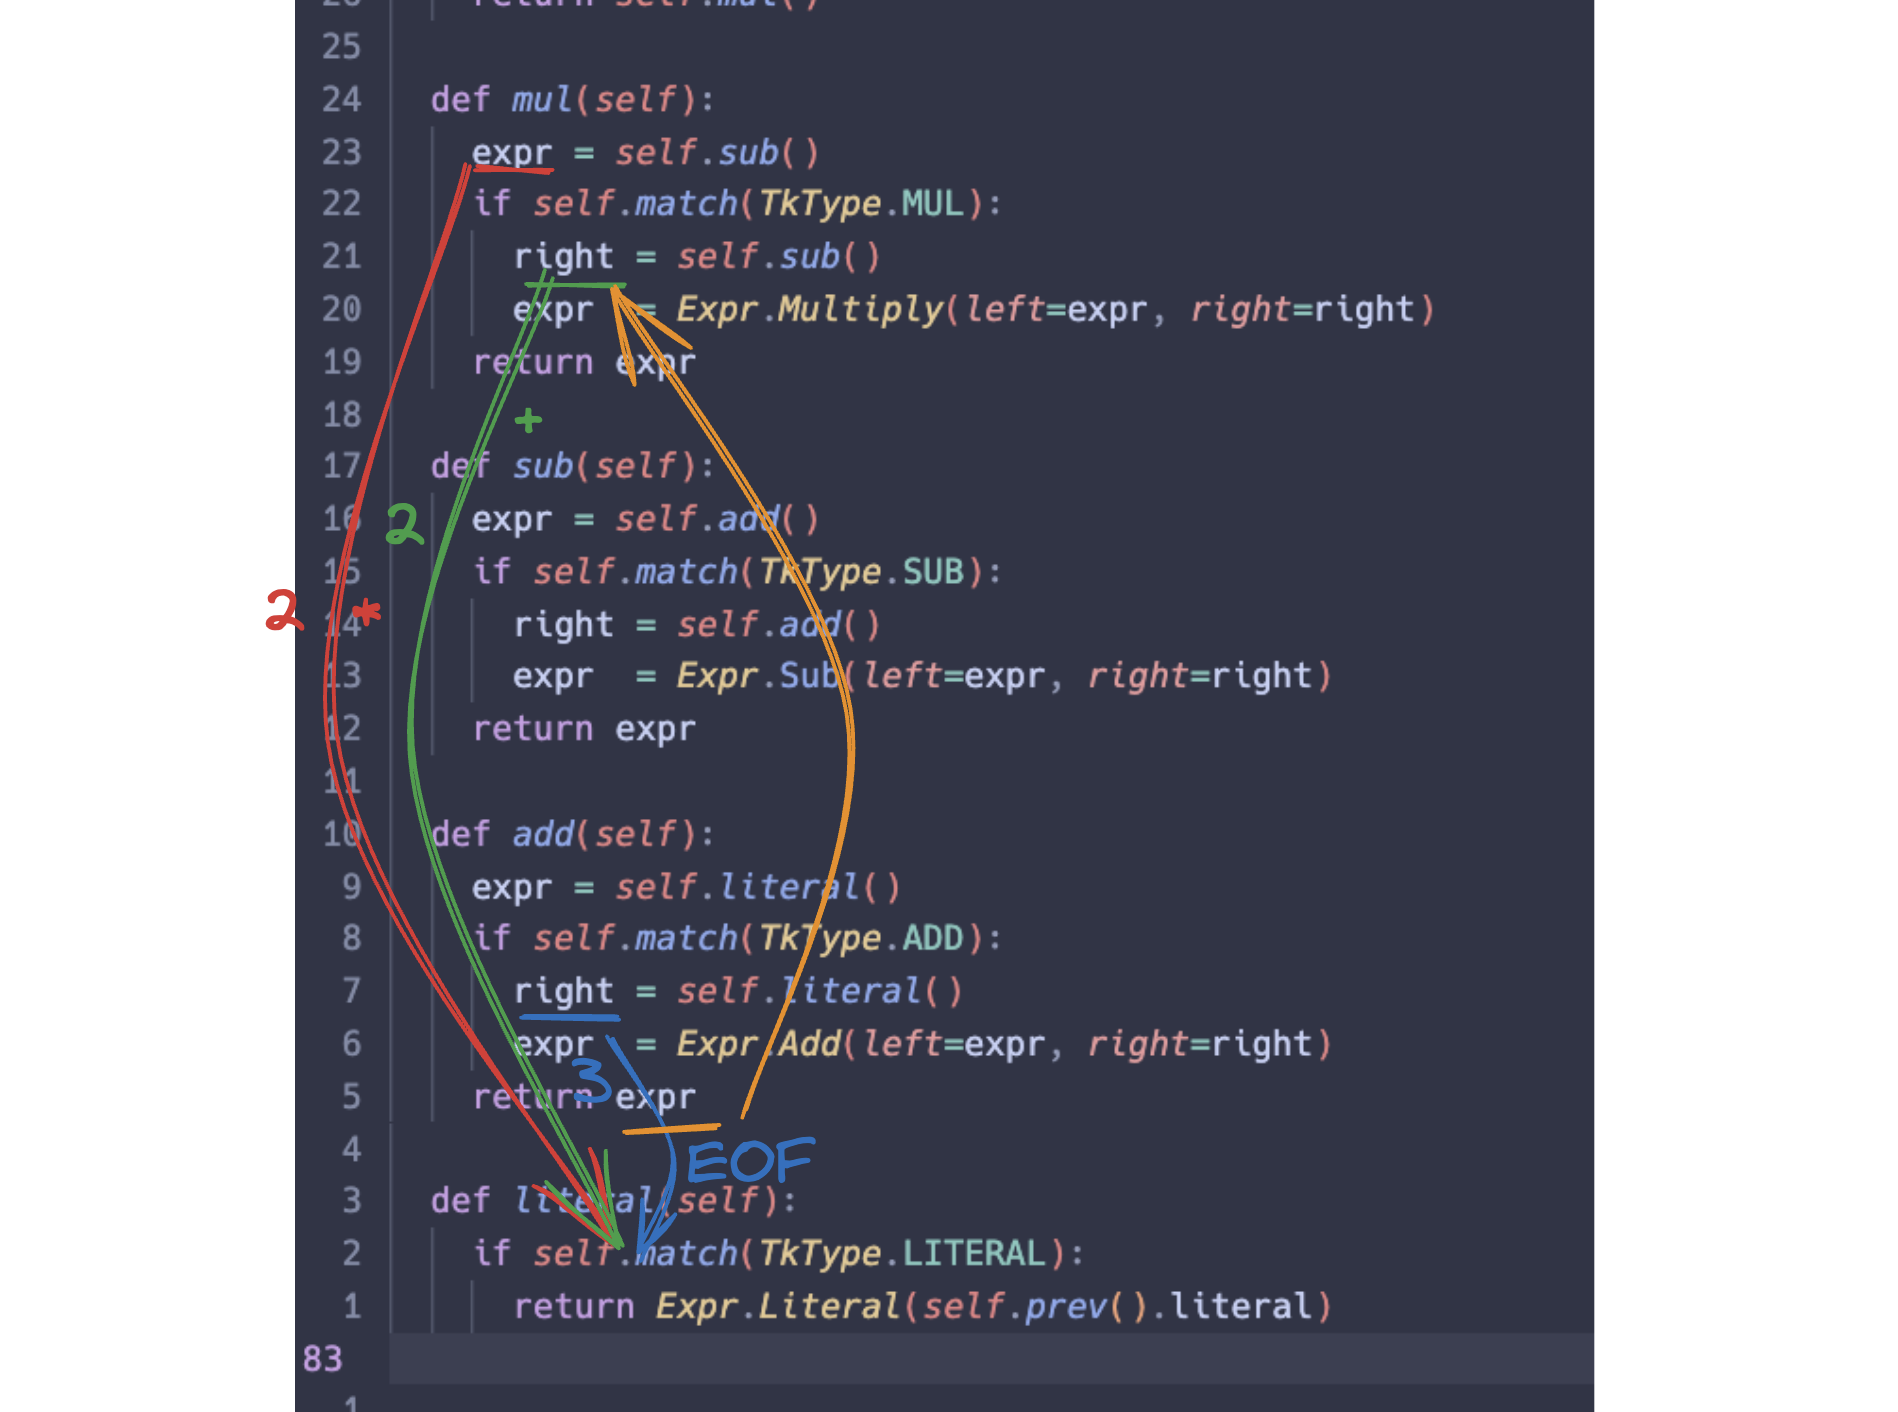 25
24 def mul(self):
23 expr = self.sub()
22 if self.match(TkType.MUL):
21 right = self.sub()
20 expr = Expr.Multiply(left=expr, right=right)
19 return expr
18 +
17 def sub(self):
16 2 expr = self.add()
15 if self.match(TkType.SUB):
2 14 * right = self.add()
13 expr = Expr.Sub(left=expr, right=right)
12 return expr
11
10 def add(self):
9 expr = self.literal()
8 if self.match(TkType.ADD):
7 right = self.literal()
6 expr = Expr.Add(left=expr, right=right)
3
5 return expr
4 EOF
3 def literal(self):
2 if self.match(TkType.LITERAL):
1 return Expr.Literal(self.prev().literal)
83